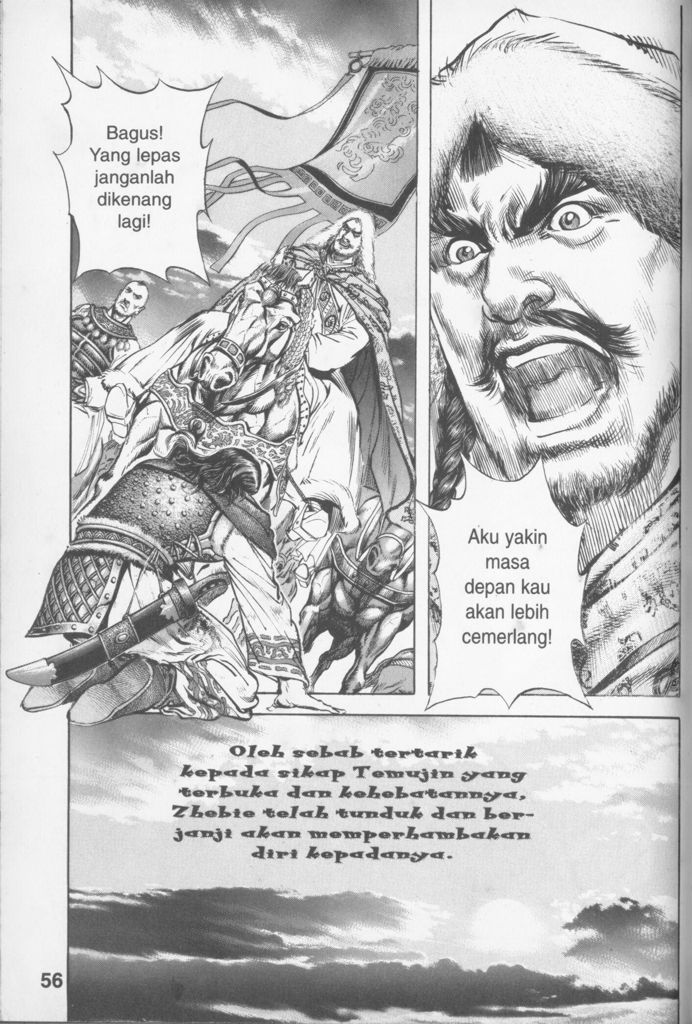 Bagus!
Yang lepas
janganlah
dikenang
lagi!
Aku yakin
masa
depan kau
akan lebih
cemerlang!
Oleh sebab tertarik
kepada sikap Temujin yang
terbuka dan kehebatannya,
Zhebie telah tunduk dan ber-
janji akan memperhambakan
diri kepadanya.
56